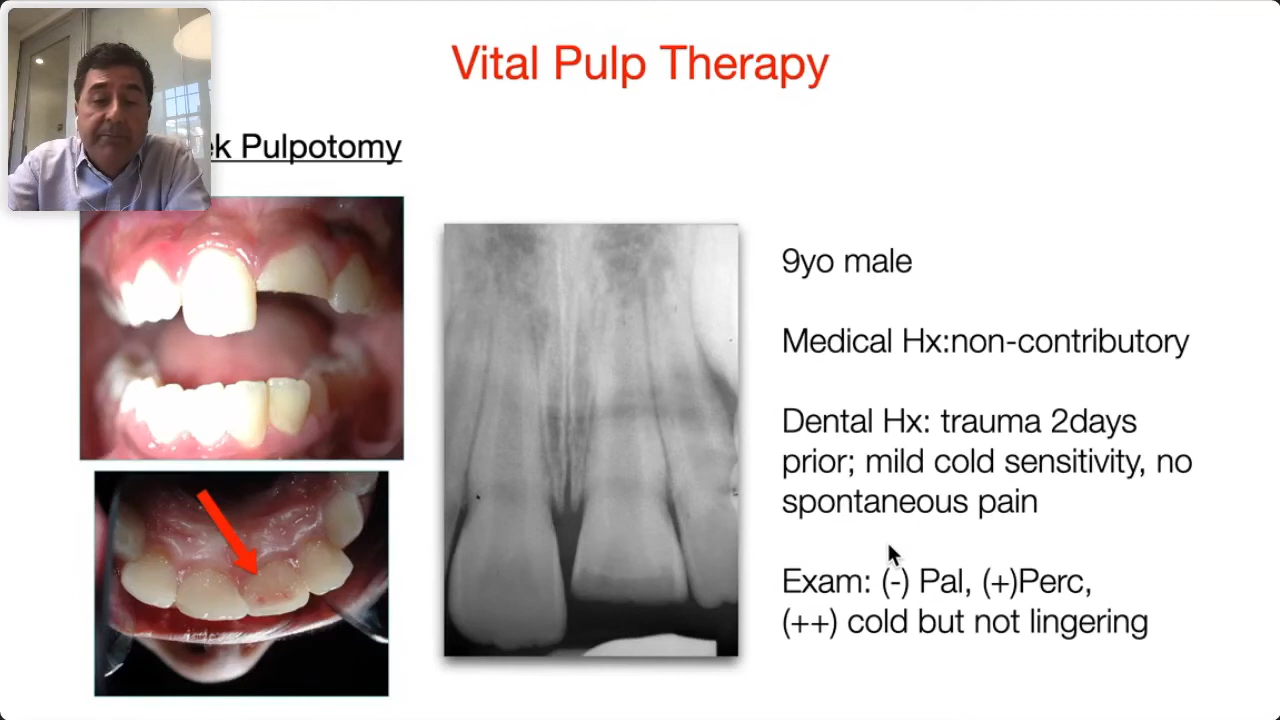 Vital Pulp Therapy
Pulpotomy
9yo male
Medical Hx:non-contributory
Dental Hx: trauma 2days
prior; mild cold sensitivity, no
spontaneous pain
Exam: (-) Pal, (+)Perc,
(++) cold but not lingering